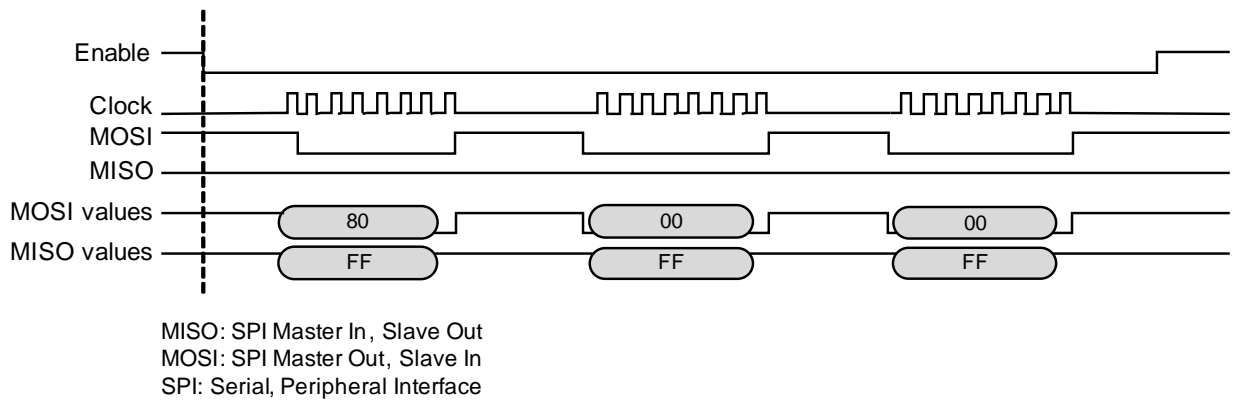 Enable
Clock
MOSI
MISO
MOSI values 80 00 00
MISO values FF FF FF
MISO: SPI Master In, Slave Out
MOSI: SPI Master Out, Slave In
SPI: Serial, Peripheral Interface